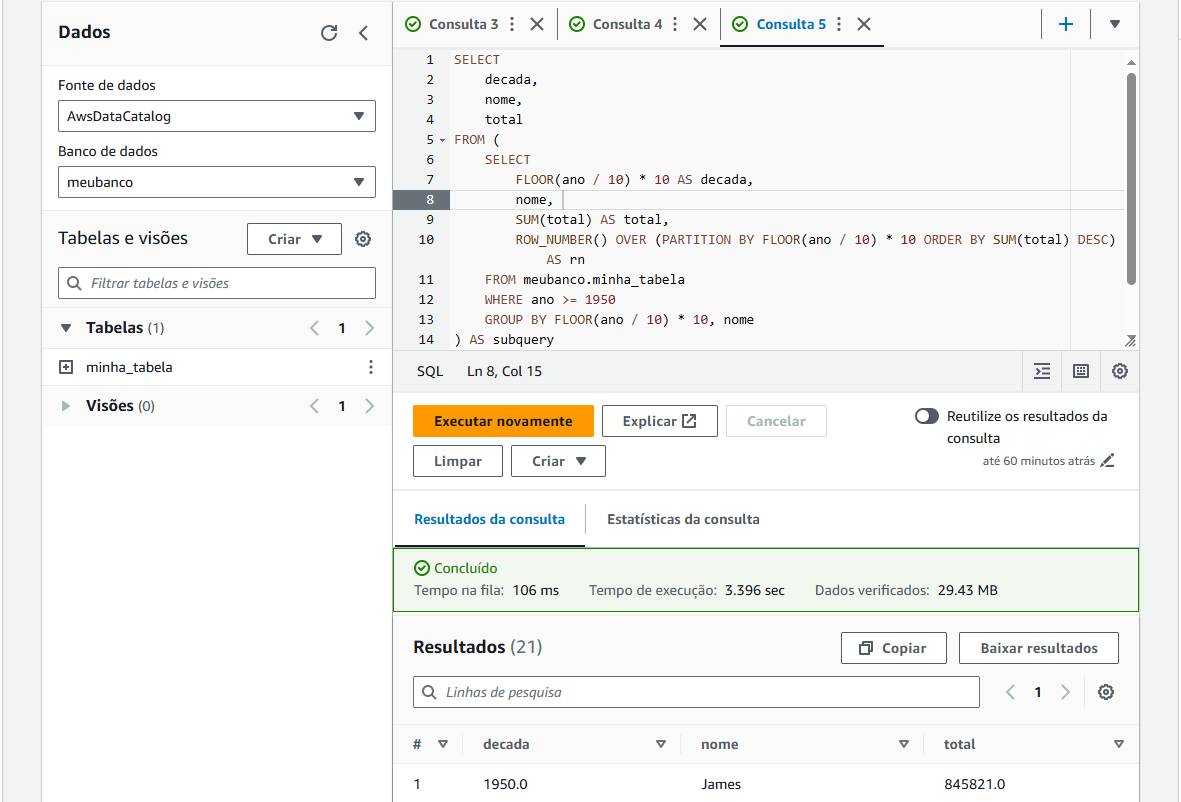 Dados
Fonte de dados
AwsDataCatalog
Banco de dados
meubanco
Tabelas e visões
Criar
Filtrar tabelas e visões
Tabelas (1)
1
minha_tabela
Visões (0)
1
Consulta 3
Consulta 4
Consulta 5
1 SELECT
2 decada,
3 nome,
4 total
5 FROM (
6 SELECT
7 FLOOR(ano / 10) * 10 AS decada,
8 nome,
9 SUM(total) AS total,
10 ROW_NUMBER() OVER (PARTITION BY FLOOR(ano / 10) * 10 ORDER BY SUM(total) DESC)
AS rn
11 FROM meubanco.minha_tabela
12 WHERE ano >= 1950
13 GROUP BY FLOOR(ano / 10) * 10, nome
14 ) AS subquery
SQL Ln 8, Col 15
Executar novamente
Explicar
Cancelar
Limpar
Criar
Reutilize os resultados da
consulta
até 60 minutos atrás
Resultados da consulta
Estatísticas da consulta
Concluído
Tempo na fila: 106 ms Tempo de execução: 3.396 sec Dados verificados: 29.43 MB
Resultados (21)
Copiar
Baixar resultados
Linhas de pesquisa
1
# decada nome total
1 1950.0 James 845821.0